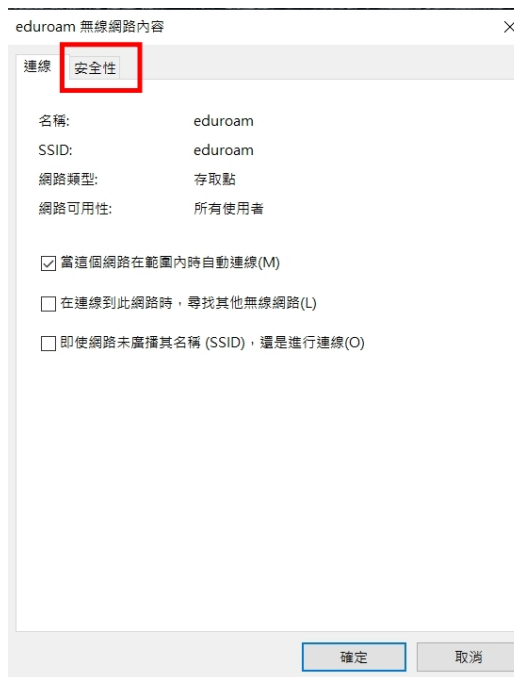 eduroam 無線網路內容
連線 安全性
名稱: eduroam
SSID: eduroam
網路類型: 存取點
網路可用性: 所有使用者
當這個網路在範圍內時自動連線(M)
在連線到此網路時，尋找其他無線網路(L)
即使網路未廣播其名稱 (SSID)，還是進行連線(O)
確定 取消